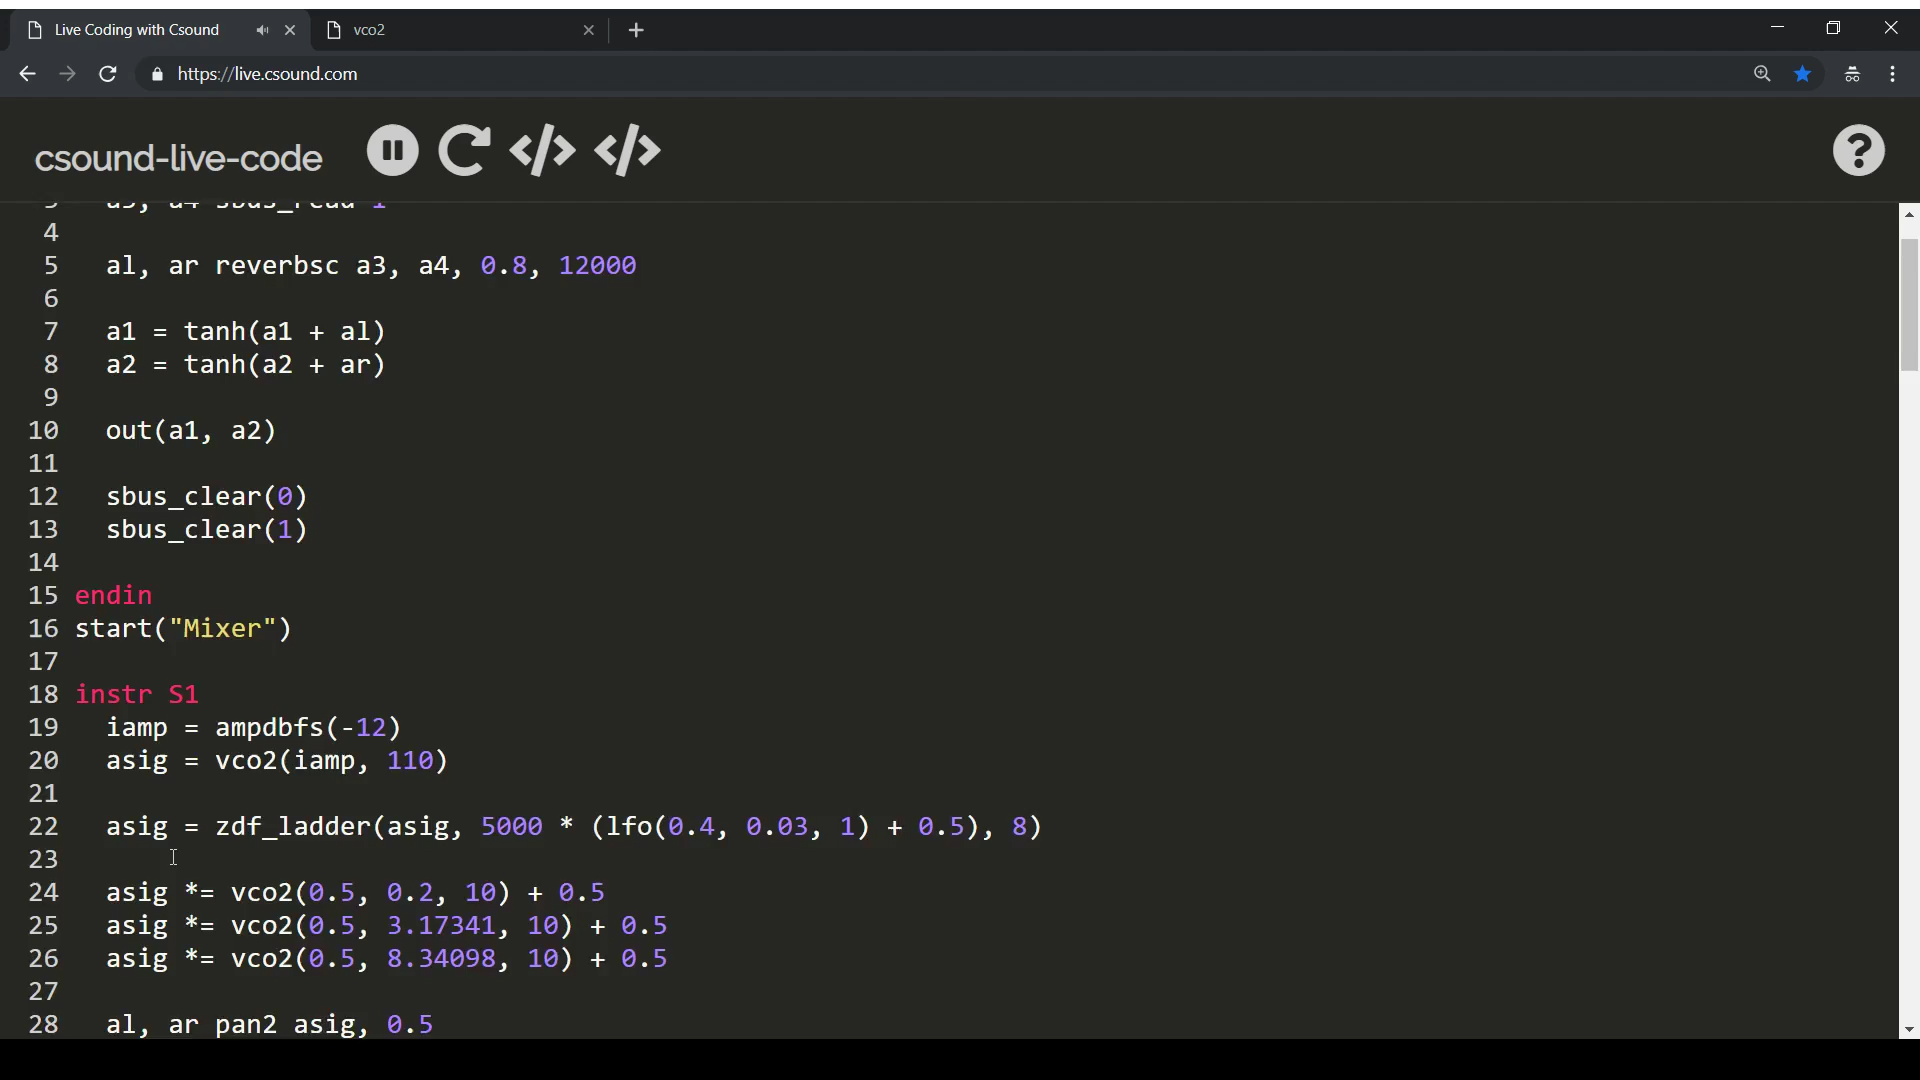 Live Coding with Csound
vco2
https://live.csound.com
csound-live-code
4
5 al, ar reverbsc a3, a4, 0.8, 12000
6
7 a1 = tanh(a1 + al)
8 a2 = tanh(a2 + ar)
9
10 out(a1, a2)
11
12 sbus_clear(0)
13 sbus_clear(1)
14
15 endin
16 start("Mixer")
17
18 instr S1
19 iamp = ampdbfs(-12)
20 asig = vco2(iamp, 110)
21
22 asig = zdf_ladder(asig, 5000 * (lfo(0.4, 0.03, 1) + 0.5), 8)
23
24 asig *= vco2(0.5, 0.2, 10) + 0.5
25 asig *= vco2(0.5, 3.17341, 10) + 0.5
26 asig *= vco2(0.5, 8.34098, 10) + 0.5
27
28 al, ar pan2 asig, 0.5